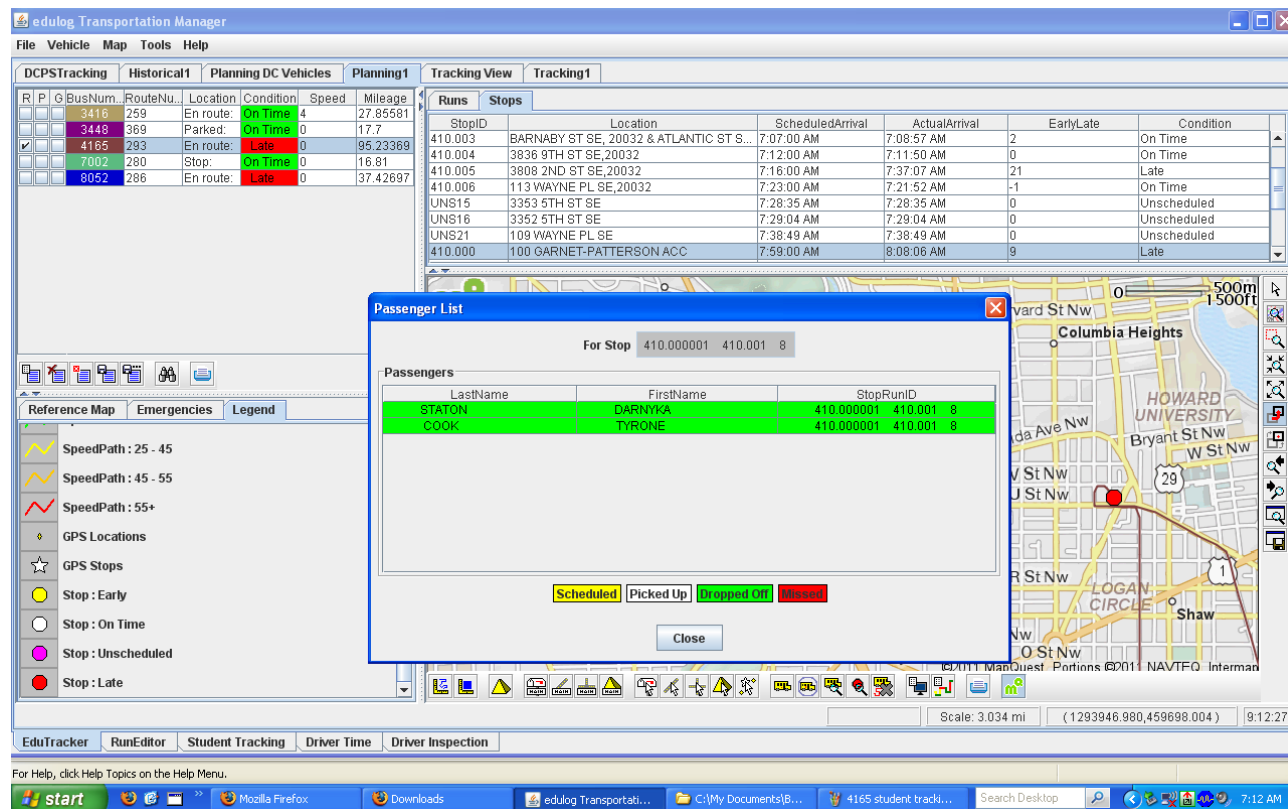 edulog Transportation Manager
File Vehicle Map Tools Help
DCPSTracking Historical1 Planning DC Vehicles Planning1 Tracking View Tracking1
R P G BusNum... RouteNu... Location Condition Speed Mileage
3416 259 En route: On Time 4 27.85581
3448 369 Parked: On Time 0 17.7
4165 293 En route: Late 0 95.23369
7002 280 Stop: On Time 0 16.81
8052 286 En route: Late 0 37.42697
Runs Stops
StopID Location ScheduledArrival ActualArrival EarlyLate Condition
410.003 BARNABY ST SE, 20032 & ATLANTIC ST S... 7:07:00 AM 7:08:57 AM 2 On Time
410.004 3836 9TH ST SE,20032 7:12:00 AM 7:11:50 AM 0 On Time
410.005 3808 2ND ST SE,20032 7:16:00 AM 7:37:07 AM 21 Late
410.006 113 WAYNE PL SE,20032 7:23:00 AM 7:21:52 AM -1 On Time
UNS15 3353 5TH ST SE 7:28:35 AM 7:28:35 AM 0 Unscheduled
UNS16 3352 5TH ST SE 7:29:04 AM 7:29:04 AM 0 Unscheduled
UNS21 109 WAYNE PL SE 7:38:49 AM 7:38:49 AM 0 Unscheduled
410.000 100 GARNET-PATTERSON ACC 7:59:00 AM 8:08:06 AM 9 Late
Passenger List
For Stop 410.000001 410.001 8
Passengers
LastName FirstName StopRunID
STATON DARNYKA 410.000001 410.001 8
COOK TYRONE 410.000001 410.001 8
Scheduled Picked Up Dropped Off Missed
Close
Reference Map Emergencies Legend
SpeedPath : 25 - 45
SpeedPath : 45 - 55
SpeedPath : 55+
GPS Locations
GPS Stops
Stop : Early
Stop : On Time
Stop : Unscheduled
Stop : Late
0 500m
1500ft
vard St Nw
Columbia Heights
HOWARD
UNIVERSITY
da Ave Nw
Bryant St Nw
W St Nw
V St Nw
29
U St Nw
R St Nw
1
LOGAN
CIRCLE
Shaw
Nw
O St Nw
©2011 MapQuest Portions ©2011 NAVTEQ, Intermap
Scale: 3.034 mi (1293946.980,459698.004) 9:12:27
EduTracker RunEditor Student Tracking Driver Time Driver Inspection
For Help, click Help Topics on the Help Menu.
start Mozilla Firefox Downloads edulog Transportati... C:\My Documents\B... 4165 student tracki... Search Desktop 7:12 AM